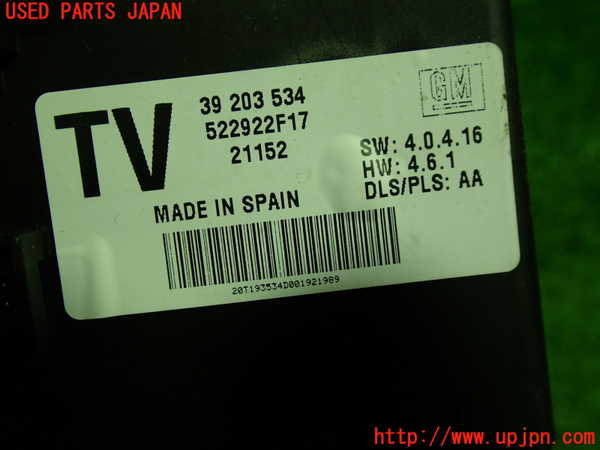 USED PARTS JAPAN
TV
39 203 534
522922F17
21152
MADE IN SPAIN
GM
SW: 4.0.4.16
HW: 4.6.1
DLS/PLS: AA
20T193534D001921989
http://www.upjpn.com/